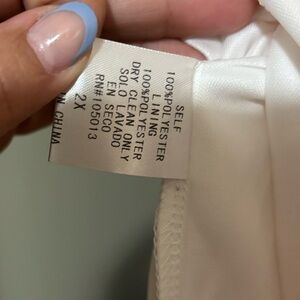 SELF
100%POLYESTER
LINING
100%POLYESTER
DRY CLEAN ONLY
SOLO LAVADO
EN SECO
RN#105013
2X
IN CHINA